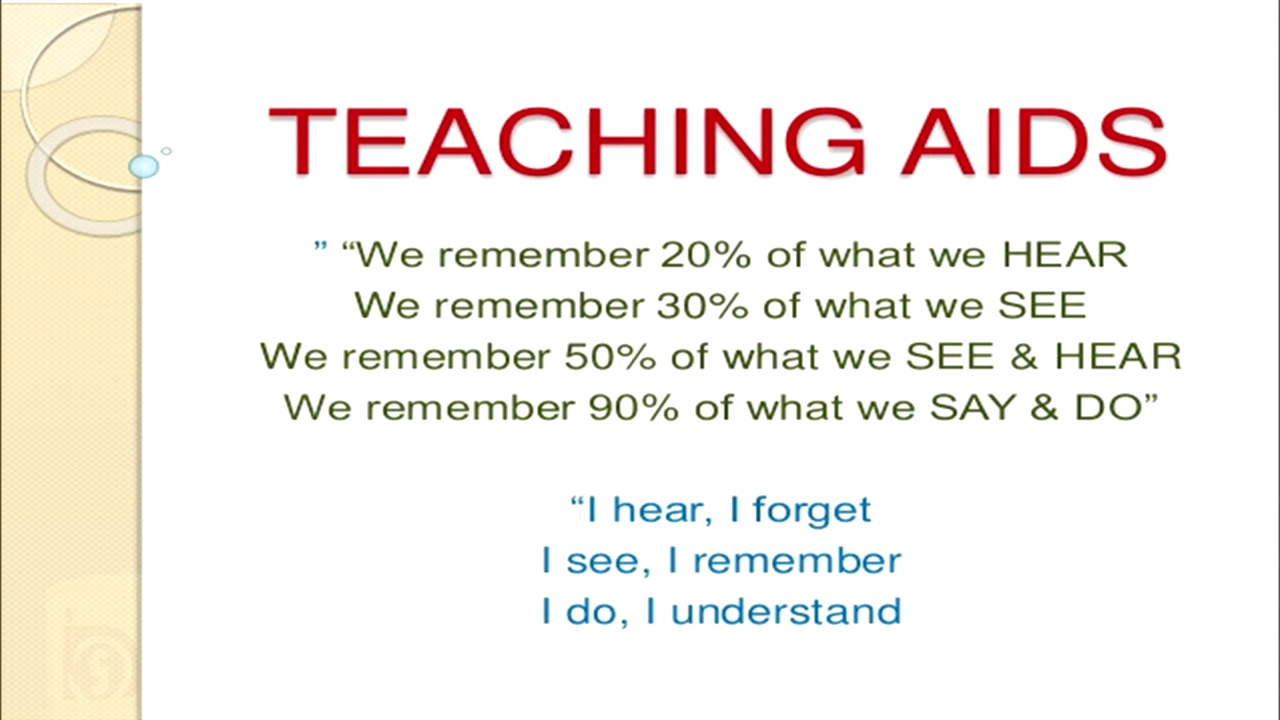 TEACHING AIDS
” “We remember 20% of what we HEAR
We remember 30% of what we SEE
We remember 50% of what we SEE & HEAR
We remember 90% of what we SAY & DO”
“I hear, I forget
I see, I remember
I do, I understand